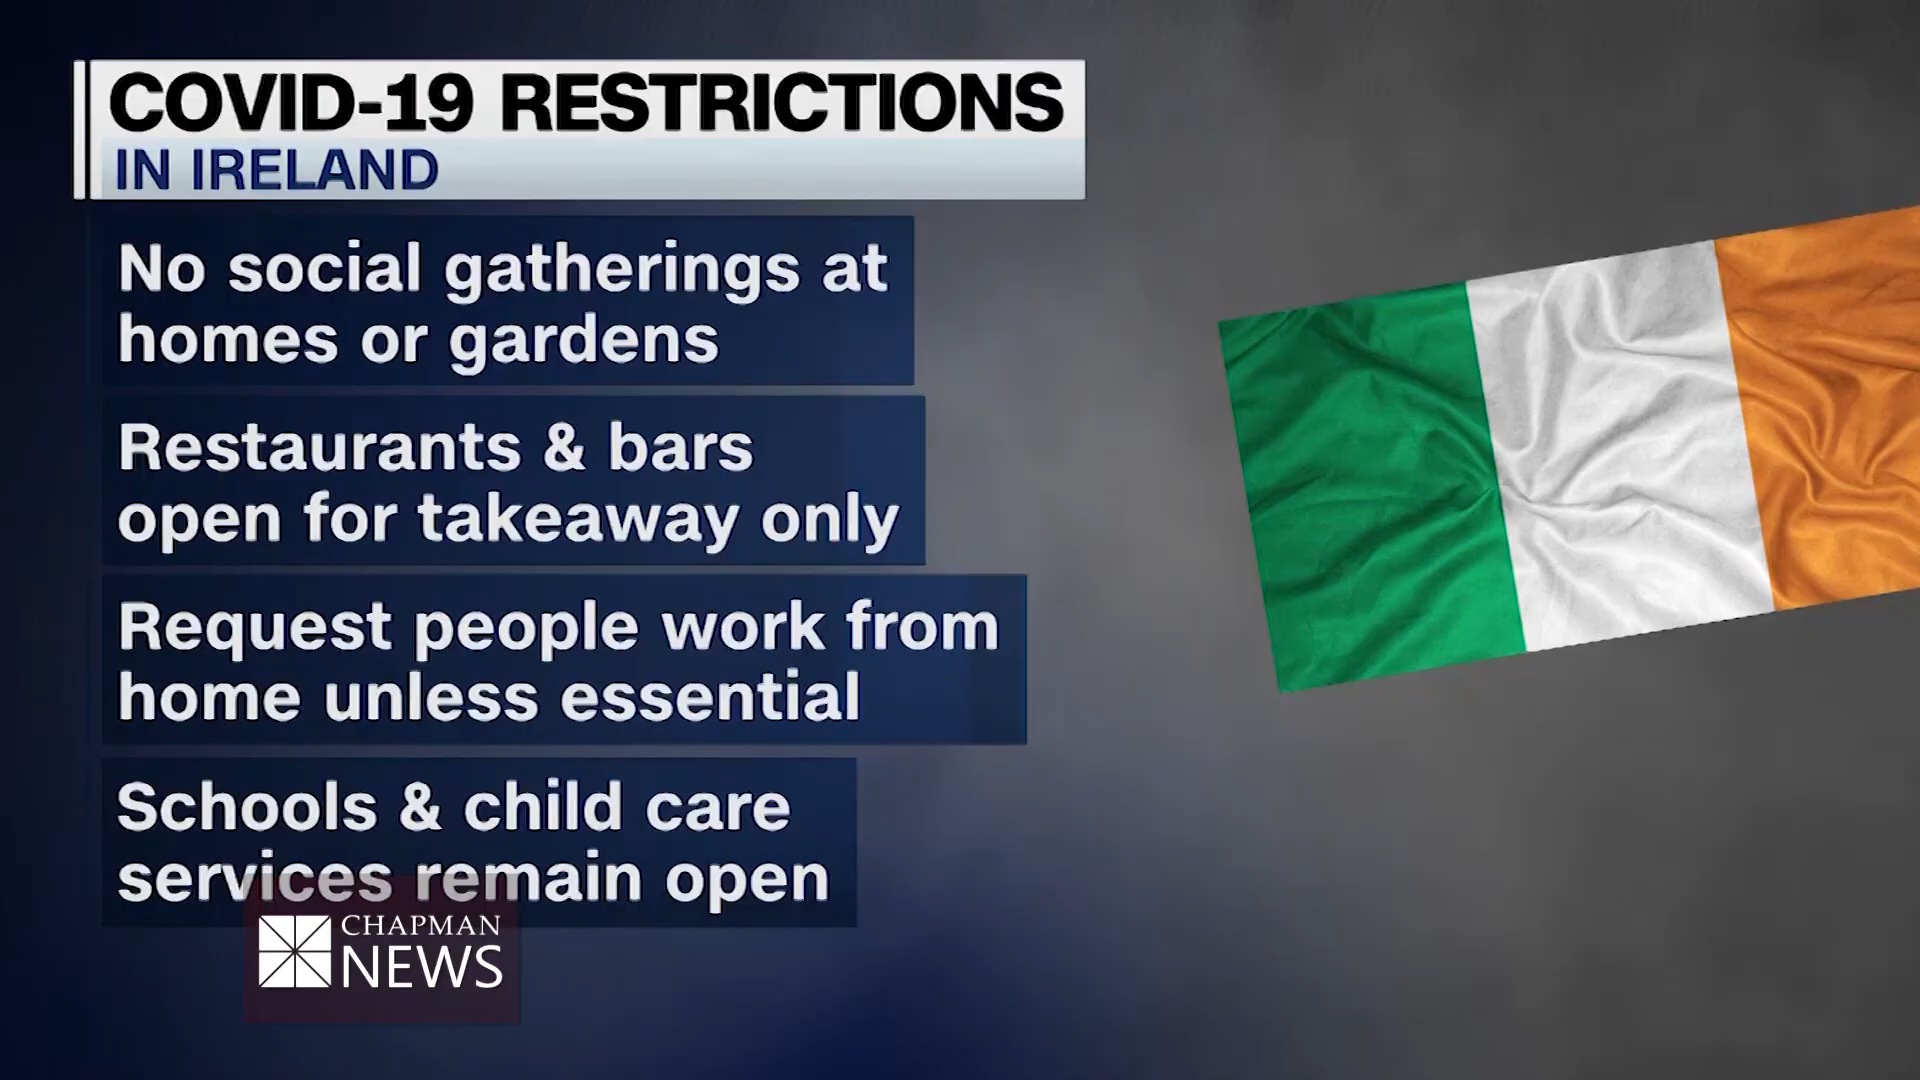 COVID-19 RESTRICTIONS
IN IRELAND
No social gatherings at
homes or gardens
Restaurants & bars
open for takeaway only
Request people work from
home unless essential
Schools & child care
services remain open
CHAPMAN
NEWS